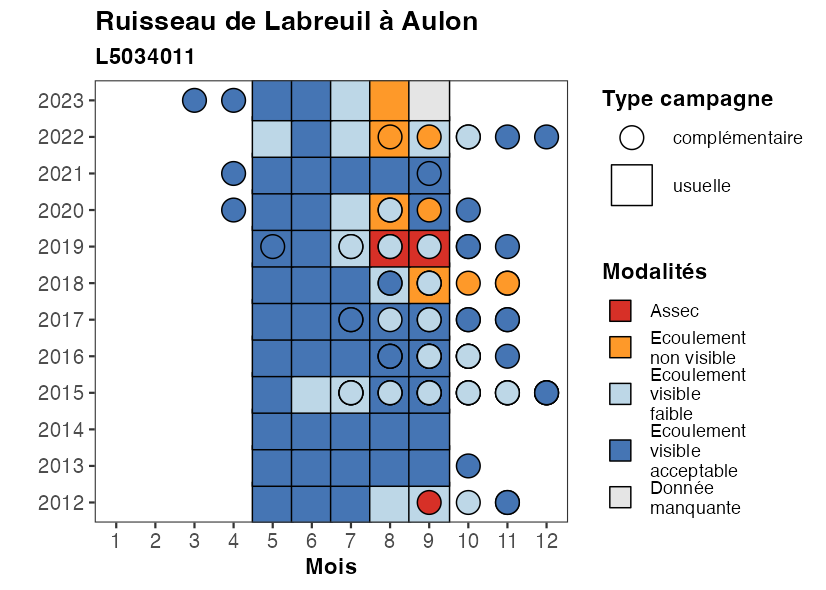 Ruisseau de Labreuil à Aulon
L5034011
2023
2022
2021
2020
2019
2018
2017
2016
2015
2014
2013
2012
1 2 3 4 5 6 7 8 9 10 11 12
Mois
Type campagne
complémentaire
usuelle
Modalités
Assec
Ecoulement
non visible
Ecoulement
visible
faible
Ecoulement
visible
acceptable
Donnée
manquante